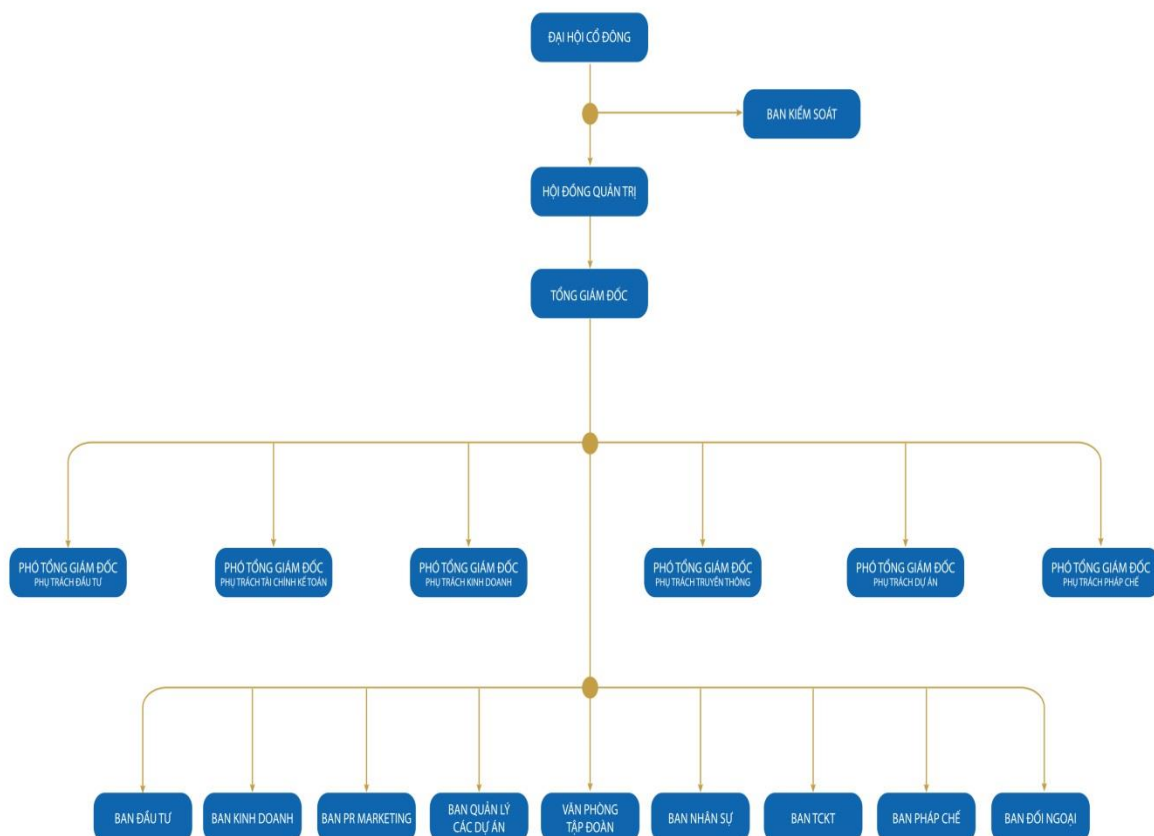 ĐẠI HỘI CỔ ĐÔNG
BAN KIỂM SOÁT
HỘI ĐỒNG QUẢN TRỊ
TỔNG GIÁM ĐỐC
PHÓ TỔNG GIÁM ĐỐC
PHỤ TRÁCH ĐẦU TƯ
PHÓ TỔNG GIÁM ĐỐC
PHỤ TRÁCH TÀI CHÍNH KẾ TOÁN
PHÓ TỔNG GIÁM ĐỐC
PHỤ TRÁCH KINH DOANH
PHÓ TỔNG GIÁM ĐỐC
PHỤ TRÁCH TRUYỀN THÔNG
PHÓ TỔNG GIÁM ĐỐC
PHỤ TRÁCH DỰ ÁN
PHÓ TỔNG GIÁM ĐỐC
PHỤ TRÁCH PHÁP CHẾ
BAN ĐẦU TƯ
BAN KINH DOANH
BAN PR MARKETING
BAN QUẢN LÝ
CÁC DỰ ÁN
VĂN PHÒNG
TẬP ĐOÀN
BAN NHÂN SỰ
BAN TCKT
BAN PHÁP CHẾ
BAN ĐỐI NGOẠI